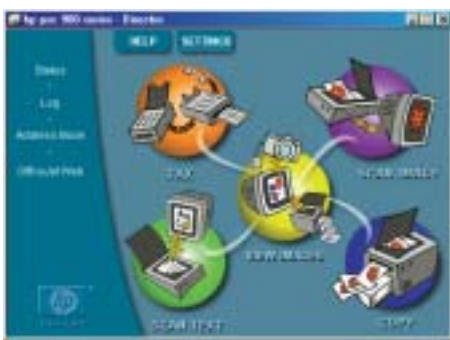 hp psc 900 series - Director
HELP SETTINGS
Status
Log
Address Book
OfficeJet Web
FAX
SCAN IMAGE
VIEW IMAGES
SCAN TEXT
COPY
hp